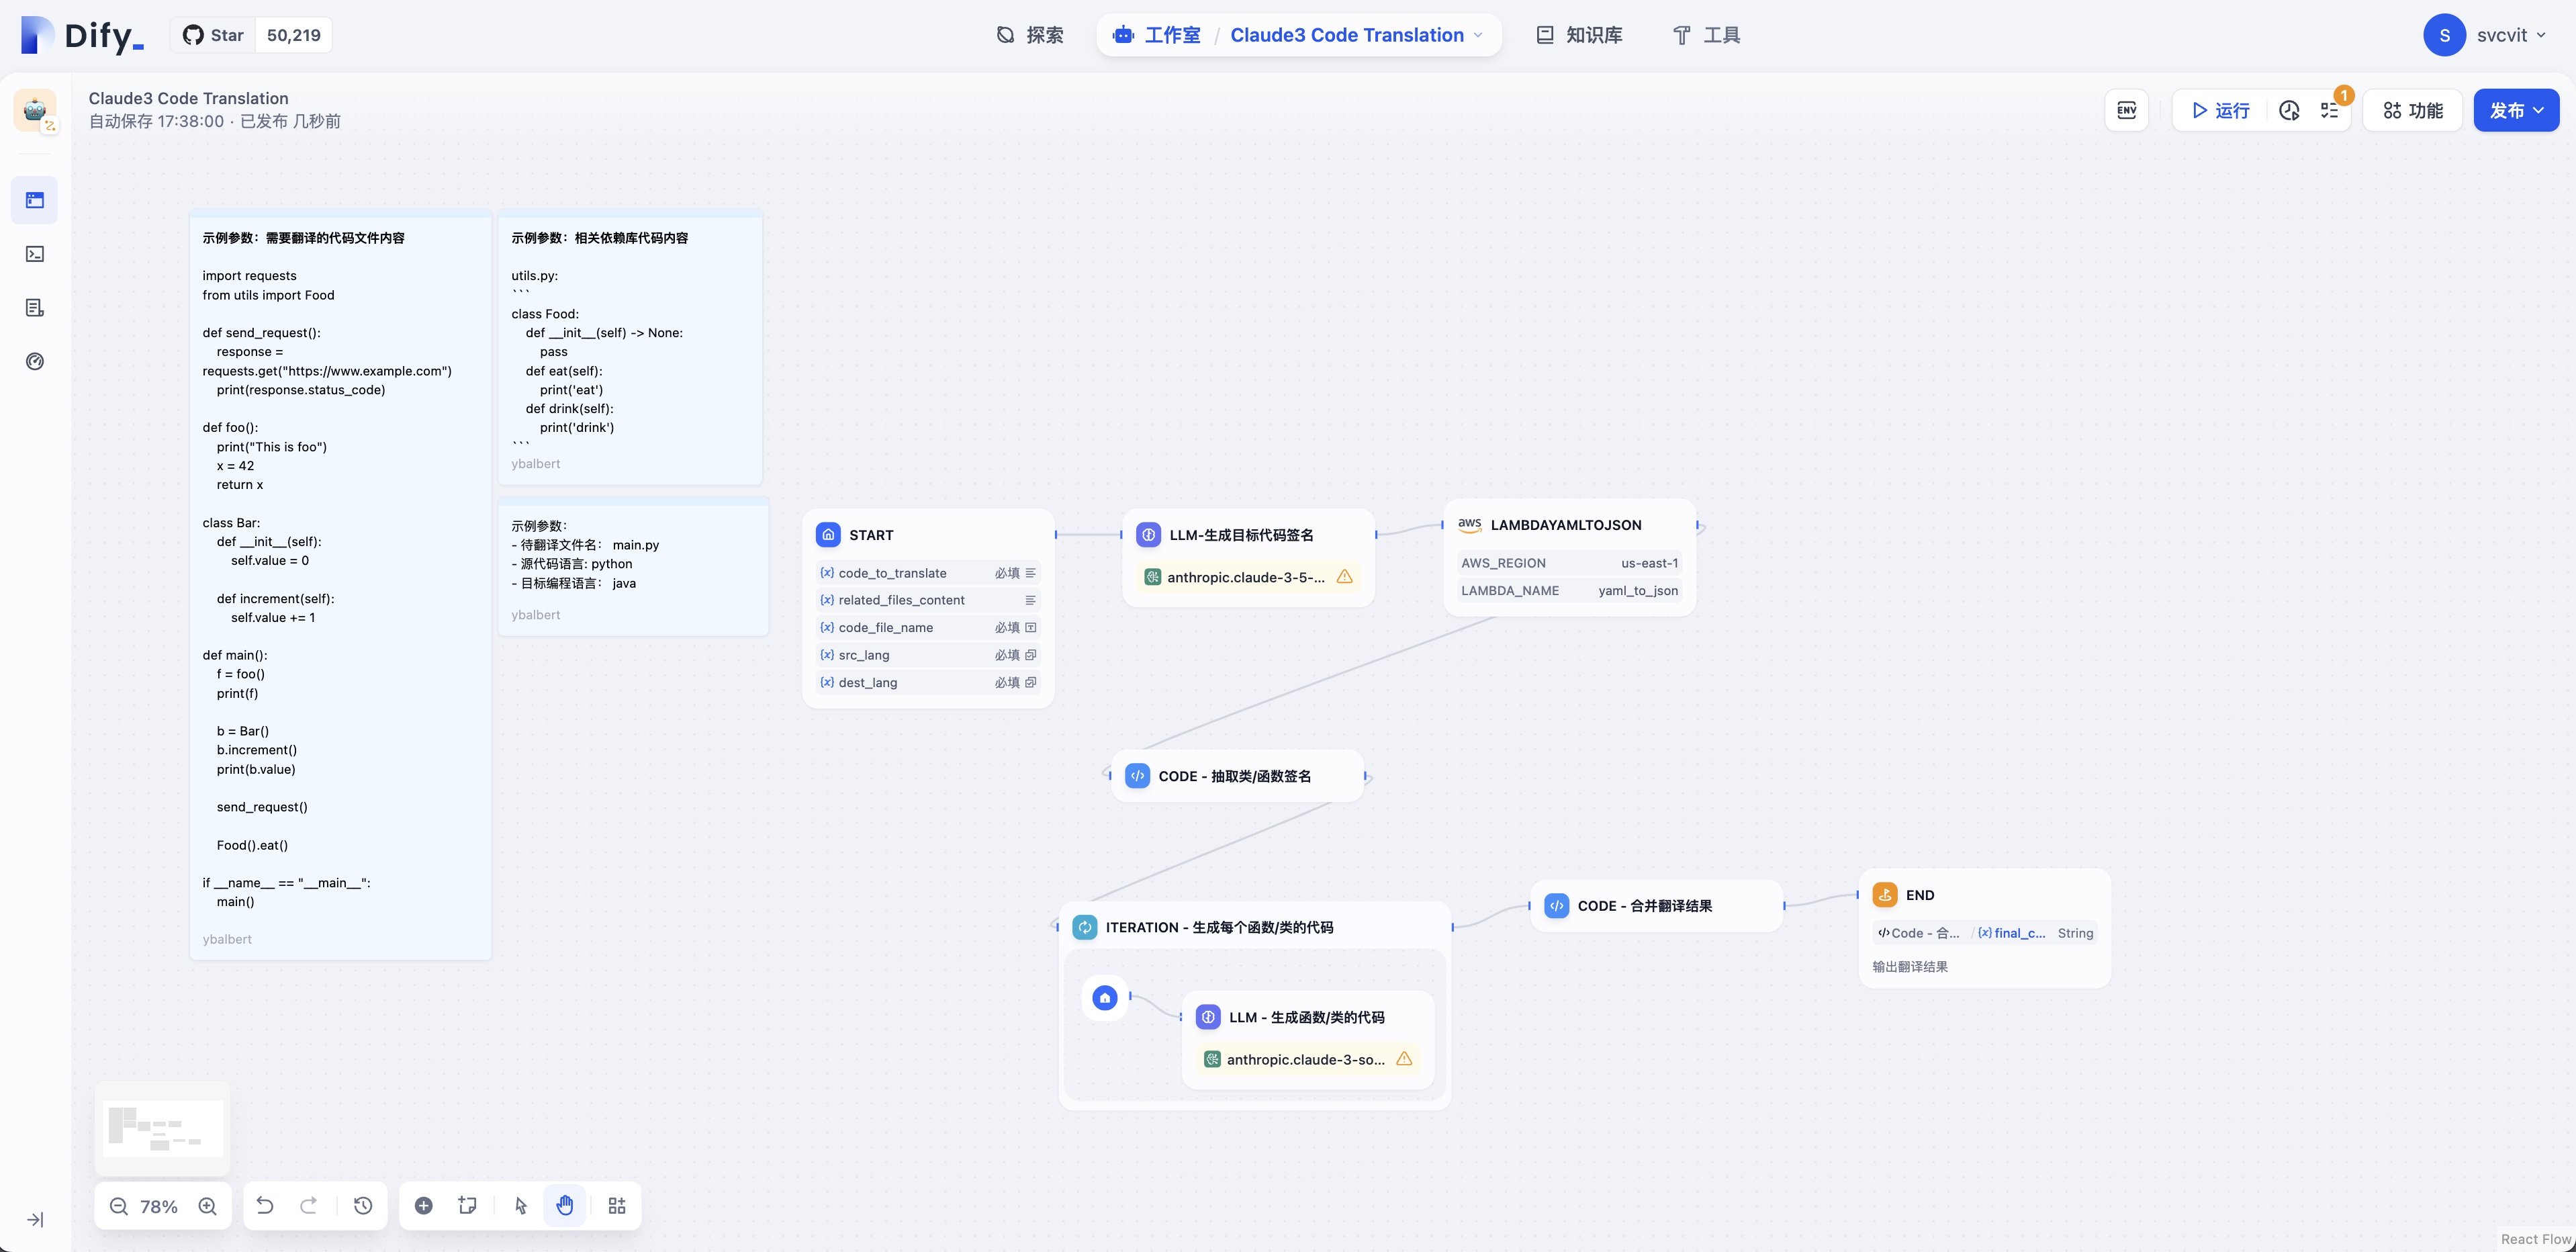 Dify_
Star 50,219
探索
工作室 / Claude3 Code Translation
知识库
工具
S svcvit
Claude3 Code Translation
自动保存 17:38:00 · 已发布 几秒前
ENV
运行
1
功能
发布
示例参数：需要翻译的代码文件内容
import requests
from utils import Food
def send_request():
response =
requests.get("https://www.example.com")
print(response.status_code)
def foo():
print("This is foo")
x = 42
return x
class Bar:
def __init__(self):
self.value = 0
def increment(self):
self.value += 1
def main():
f = foo()
print(f)
b = Bar()
b.increment()
print(b.value)
send_request()
Food().eat()
if __name__ == "__main__":
main()
ybalbert
示例参数：相关依赖库代码内容
utils.py:
```
class Food:
def __init__(self) -> None:
pass
def eat(self):
print('eat')
def drink(self):
print('drink')
```
ybalbert
示例参数：
- 待翻译文件名： main.py
- 源代码语言: python
- 目标编程语言： java
ybalbert
START
{x} code_to_translate 必填
{x} related_files_content
{x} code_file_name 必填
{x} src_lang 必填
{x} dest_lang 必填
LLM-生成目标代码签名
anthropic.claude-3-5-...
aws LAMBDAYAMLTOJSON
AWS_REGION us-east-1
LAMBDA_NAME yaml_to_json
CODE - 抽取类/函数签名
ITERATION - 生成每个函数/类的代码
LLM - 生成函数/类的代码
anthropic.claude-3-so...
CODE - 合并翻译结果
END
Code - 合... / {x} final_c... String
输出翻译结果
78%
React Flow